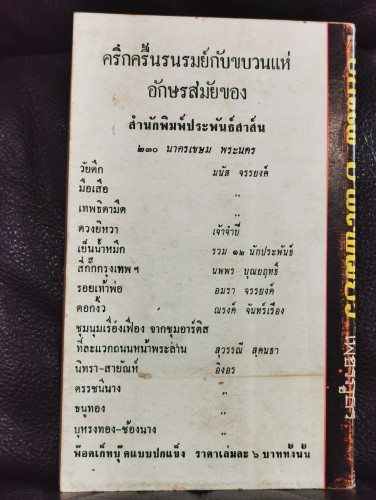 คริกครื้นรนรมย์กับขบวนแห่
อักษรสมัยของ
สำนักพิมพ์ประพันธ์สาส์น
๒๓๐ นาครเขษม พระนคร
วัยดึก มนัส จรรยงค์
มือเสือ "
เทพธิดามืด "
ดวงยิหวา เจ้าจำปี
เย็นน้ำหมึก รวม ๑๒ นักประพันธ์
สี่กั๊กกรุงเทพฯ นพพร บุณยฤทธิ์
รอยเท้าพ่อ อมรา จรรยงค์
ดอกงิ้ว ณรงค์ จันทร์เรือง
ชุมนุมเรื่องเฟื่อง จากชุมอาร์ติส
ที่ละแวกถนนหน้าพระลาน สุวรรณี สุคนธา
นิทรา-สายัณห์ อิงอร
ดรรชนีนาง "
ธนูทอง "
บุหรงทอง-ช้องนาง "
พ๊อคเก็ทบุ๊คแบบปกแข็ง ราคาเล่มละ ๖ บาททั้งนั้น